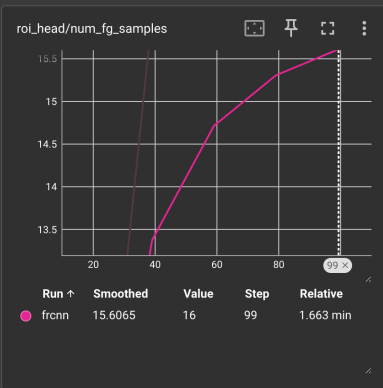 roi_head/num_fg_samples
15.5
15
14.5
14
13.5
20 40 60 80 99 ×
Run ↑ Smoothed Value Step Relative
frcnn 15.6065 16 99 1.663 min